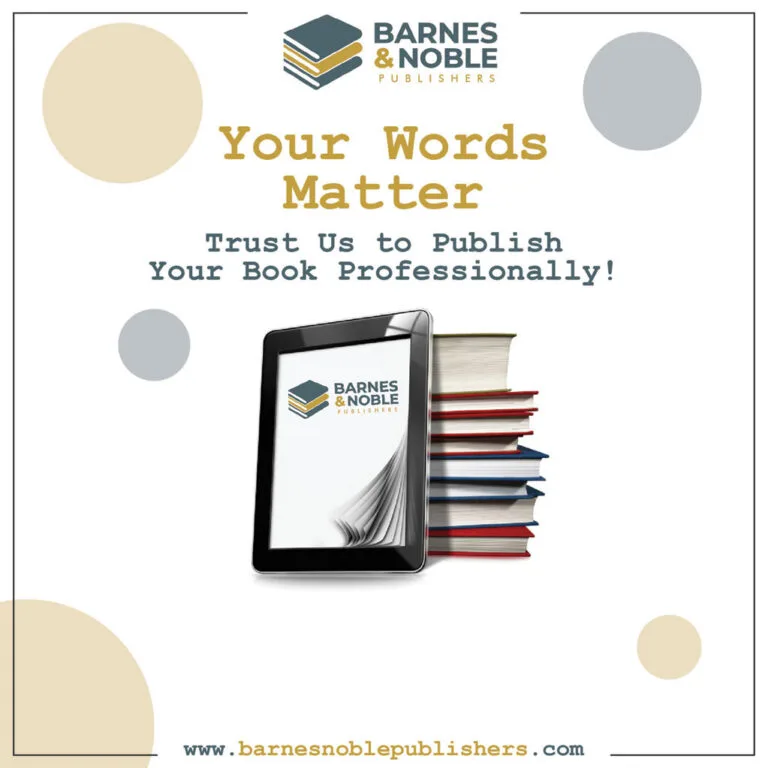 BARNES
& NOBLE
PUBLISHERS
Your Words
Matter
Trust Us to Publish
Your Book Professionally!
BARNES
& NOBLE
PUBLISHERS
www.barnesnoblepublishers.com